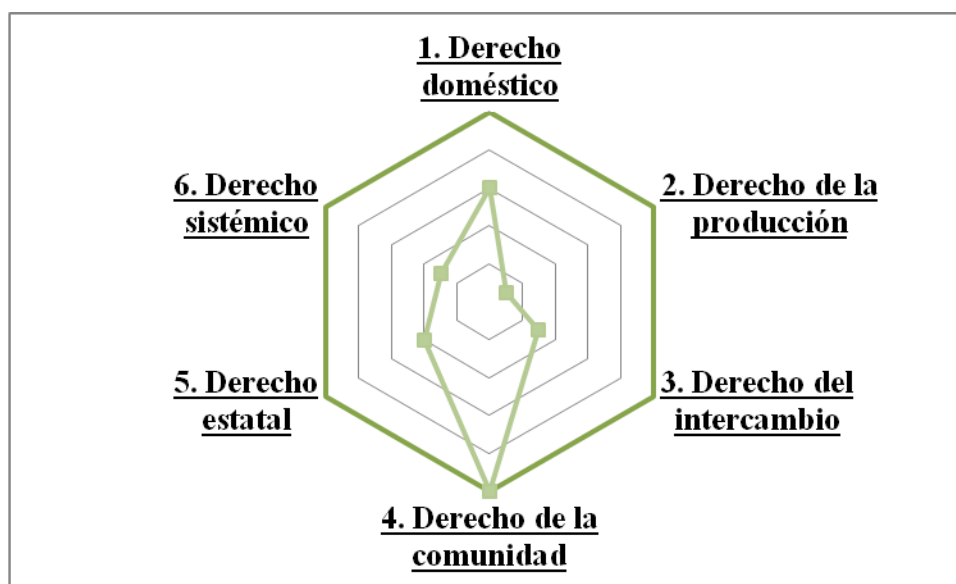 1. Derecho
doméstico
2. Derecho de la
producción
3. Derecho del
intercambio
4. Derecho de la
comunidad
5. Derecho
estatal
6. Derecho
sistémico